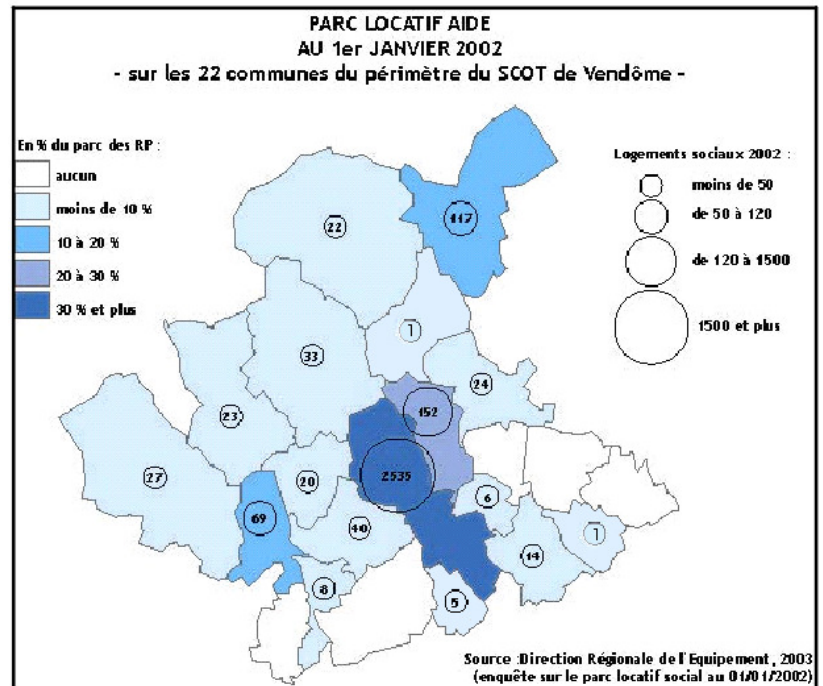 PARC LOCATIF AIDE
AU 1er JANVIER 2002
- sur les 22 communes du périmètre du SCOT de Vendôme -
En % du parc des RP :
aucun
moins de 10 %
10 à 20 %
20 à 30 %
30 % et plus
Logements sociaux 2002 :
moins de 50
de 50 à 120
de 120 à 1500
1500 et plus
117
22
1
33
24
152
23
27
2535
20
6
69
40
1
14
8
5
Source :Direction Régionale de l'Equipement, 2003
(enquête sur le parc locatif social au 01/01/2002)